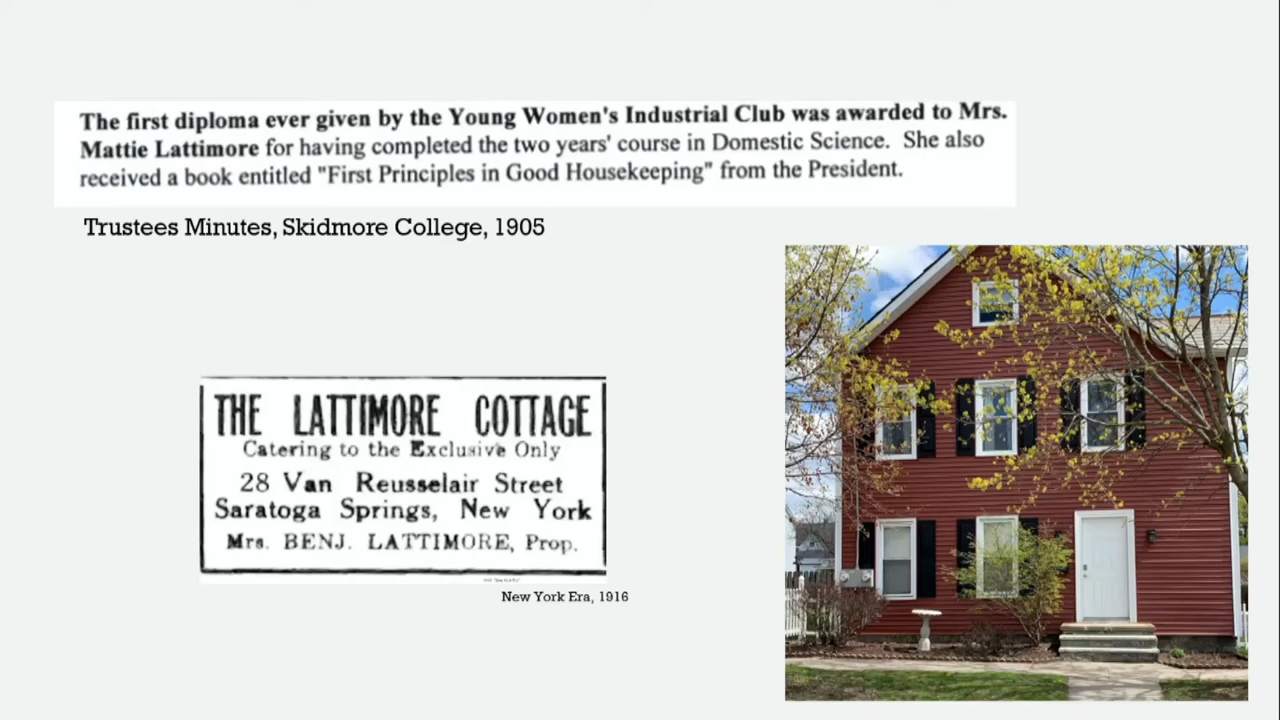 The first diploma ever given by the Young Women's Industrial Club was awarded to Mrs.
Mattie Lattimore for having completed the two years' course in Domestic Science. She also
received a book entitled "First Principles in Good Housekeeping" from the President.
Trustees Minutes, Skidmore College, 1905
THE LATTIMORE COTTAGE
Catering to the Exclusive Only
28 Van Reusselair Street
Saratoga Springs, New York
Mrs. BENJ. LATTIMORE, Prop.
New York Era, 1916